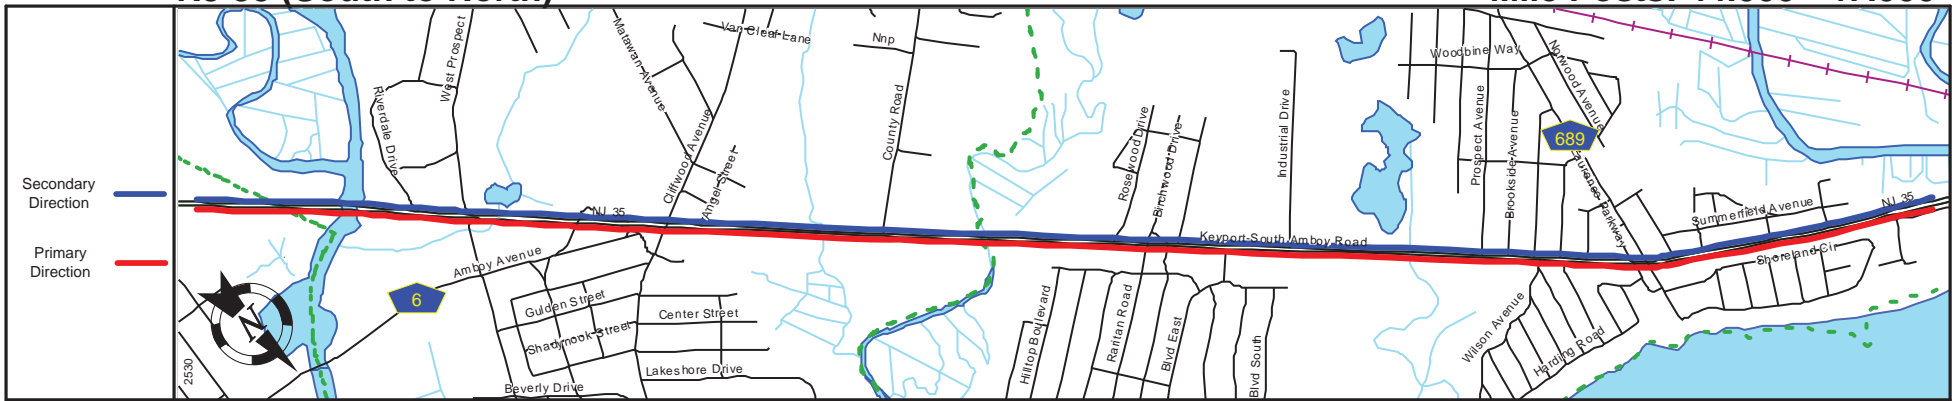 Secondary
Direction
Primary
Direction
West Prospect
Riverdale Drive
Matawan Avenue
Van Cleaf Lane
Nnp
County Road
Cliffwood Avenue
Angel Street
Rosewood Drive
Birchwood Drive
Industrial Drive
Woodbine Way
Norwood Avenue
Prospect Avenue
Brookside Avenue
689
Laurence Parkway
Summerfield Avenue
NJ 35
NJ 35
Keyport-South Amboy Road
Shoreland Cir
Amboy Avenue
6
N
Gulden Street
Center Street
Shadynook Street
Lakeshore Drive
Beverly Drive
2530
Hilltop Boulevard
Raritan Road
Blvd East
Blvd South
Wilson Avenue
Harding Road